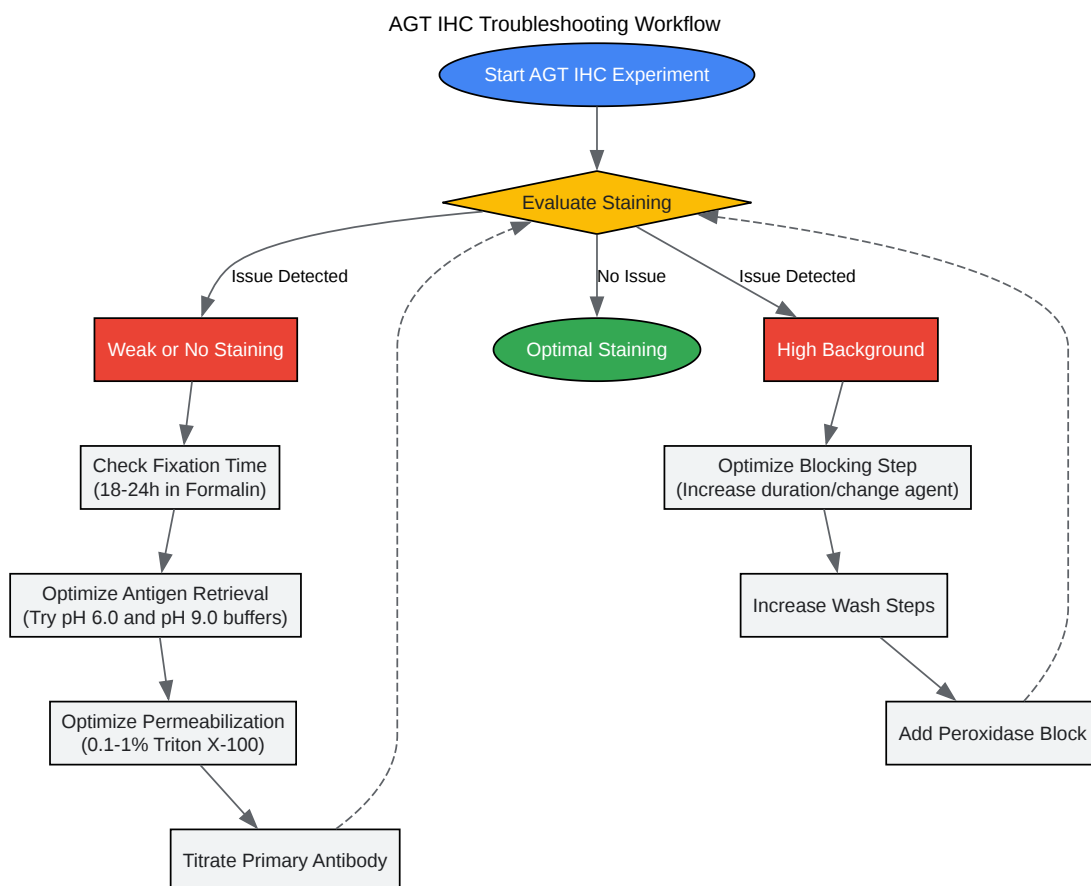 AGT IHC Troubleshooting Workflow
Start AGT IHC Experiment
Evaluate Staining
Issue Detected
No Issue
Issue Detected
Weak or No Staining
Optimal Staining
High Background
Check Fixation Time
(18-24h in Formalin)
Optimize Blocking Step
(Increase duration/change agent)
Optimize Antigen Retrieval
(Try pH 6.0 and pH 9.0 buffers)
Increase Wash Steps
Optimize Permeabilization
(0.1-1% Triton X-100)
Add Peroxidase Block
Titrate Primary Antibody